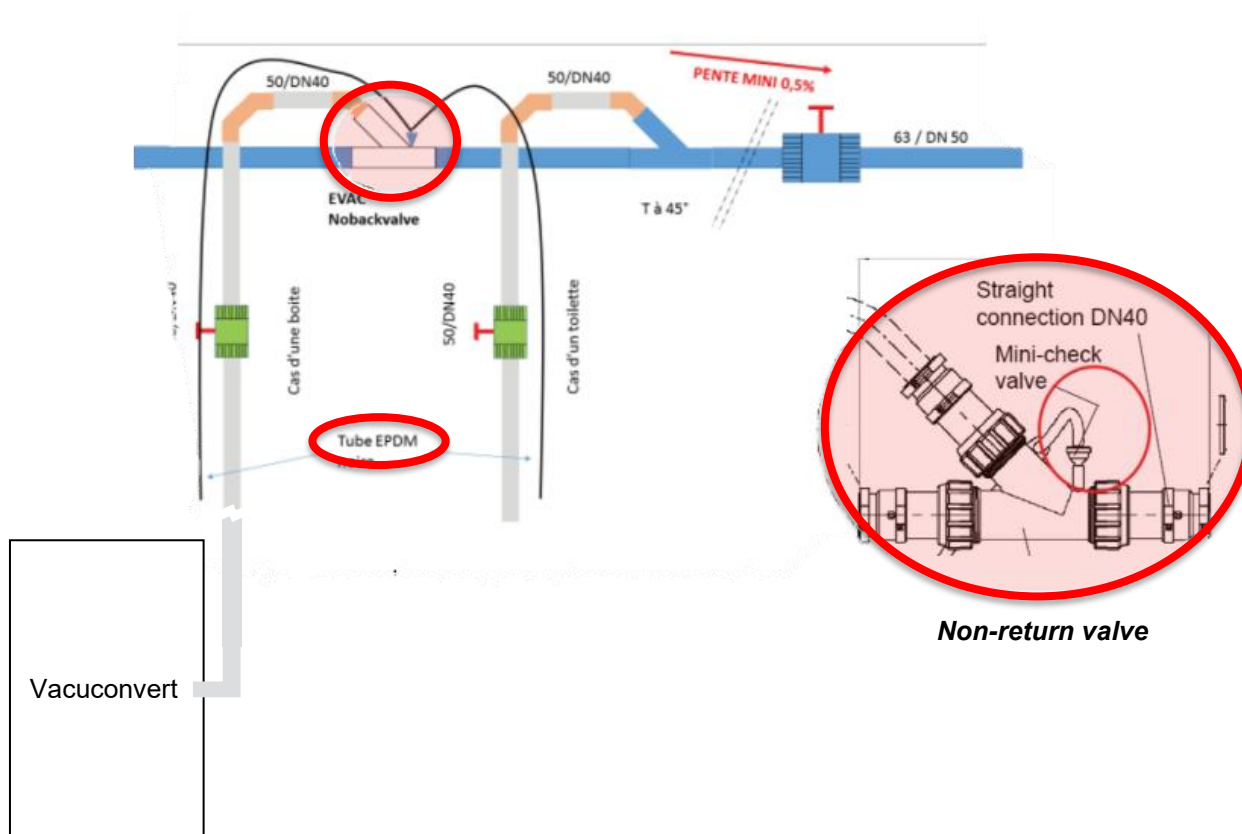 50/DN40
50/DN40
PENTE MINI 0,5%
63 / DN 50
EVAC
Nobackvalve
T à 45°
Cas d'une boite
50/DN40
Cas d'un toilette
Tube EPDM
Straight
connection DN40
Mini-check
valve
Non-return valve
Vacuconvert